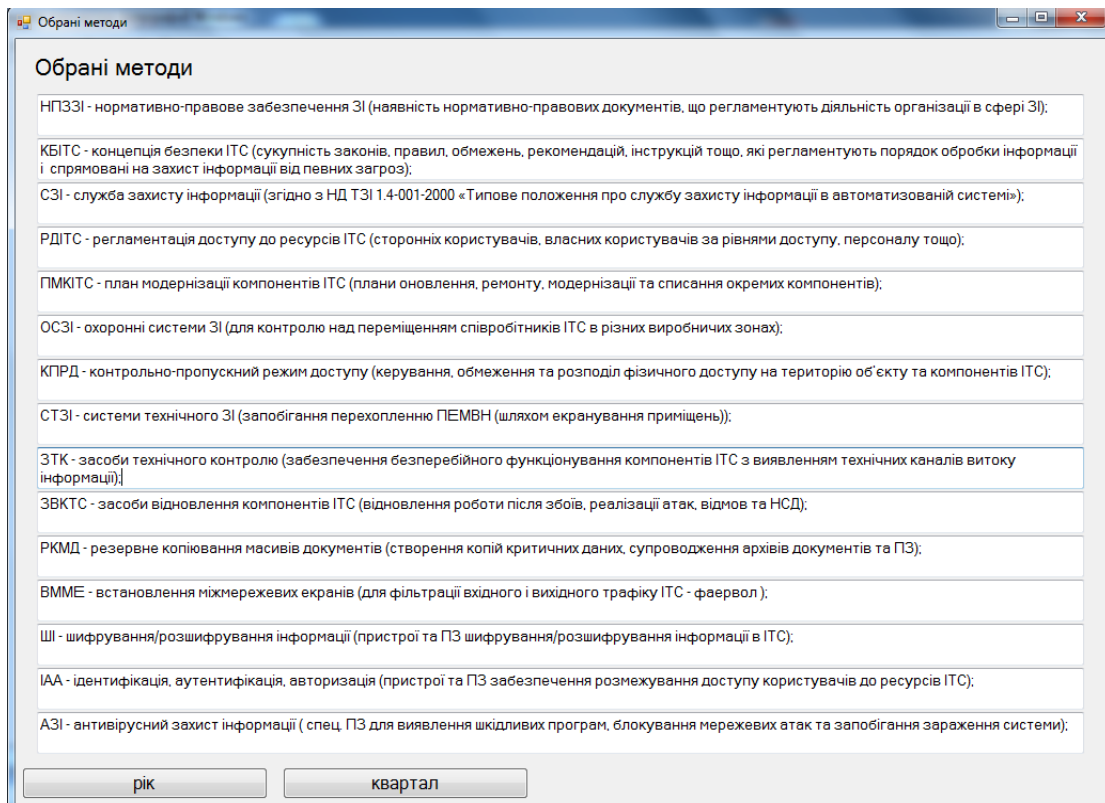 Обрані методи
Обрані методи
НПЗЗІ - нормативно-правове забезпечення ЗІ (наявність нормативно-правових документів, що регламентують діяльність організації в сфері ЗІ);
КБІТС - концепція безпеки ІТС (сукупність законів, правил, обмежень, рекомендацій, інструкцій тощо, які регламентують порядок обробки інформації
і спрямовані на захист інформації від певних загроз);
СЗІ - служба захисту інформації (згідно з НД ТЗІ 1.4-001-2000 «Типове положення про службу захисту інформації в автоматизованій системі»);
РДІТС - регламентація доступу до ресурсів ІТС (сторонніх користувачів, власних користувачів за рівнями доступу, персоналу тощо);
ПМКІТС - план модернізації компонентів ІТС (плани оновлення, ремонту, модернізації та списання окремих компонентів);
ОСЗІ - охоронні системи ЗІ (для контролю над переміщенням співробітників ІТС в різних виробничих зонах);
КПРД - контрольно-пропускний режим доступу (керування, обмеження та розподіл фізичного доступу на територію об'єкту та компонентів ІТС);
СТЗІ - системи технічного ЗІ (запобігання перехопленню ПЕМВН (шляхом екранування приміщень));
ЗТК - засоби технічного контролю (забезпечення безперебійного функціонування компонентів ІТС з виявленням технічних каналів витоку
інформації);
ЗВКТС - засоби відновлення компонентів ІТС (відновлення роботи після збоїв, реалізації атак, відмов та НСД);
РКМД - резервне копіювання масивів документів (створення копій критичних даних, супроводження архівів документів та ПЗ);
ВММЕ - встановлення міжмережевих екранів (для фільтрації вхідного і вихідного трафіку ІТС - фаервол );
ШІ - шифрування/розшифрування інформації (пристрої та ПЗ шифрування/розшифрування інформації в ІТС);
ІАА - ідентифікація, аутентифікація, авторизація (пристрої та ПЗ забезпечення розмежування доступу користувачів до ресурсів ІТС);
АЗІ - антивірусний захист інформації ( спец. ПЗ для виявлення шкідливих програм, блокування мережевих атак та запобігання зараження системи);
рік
квартал